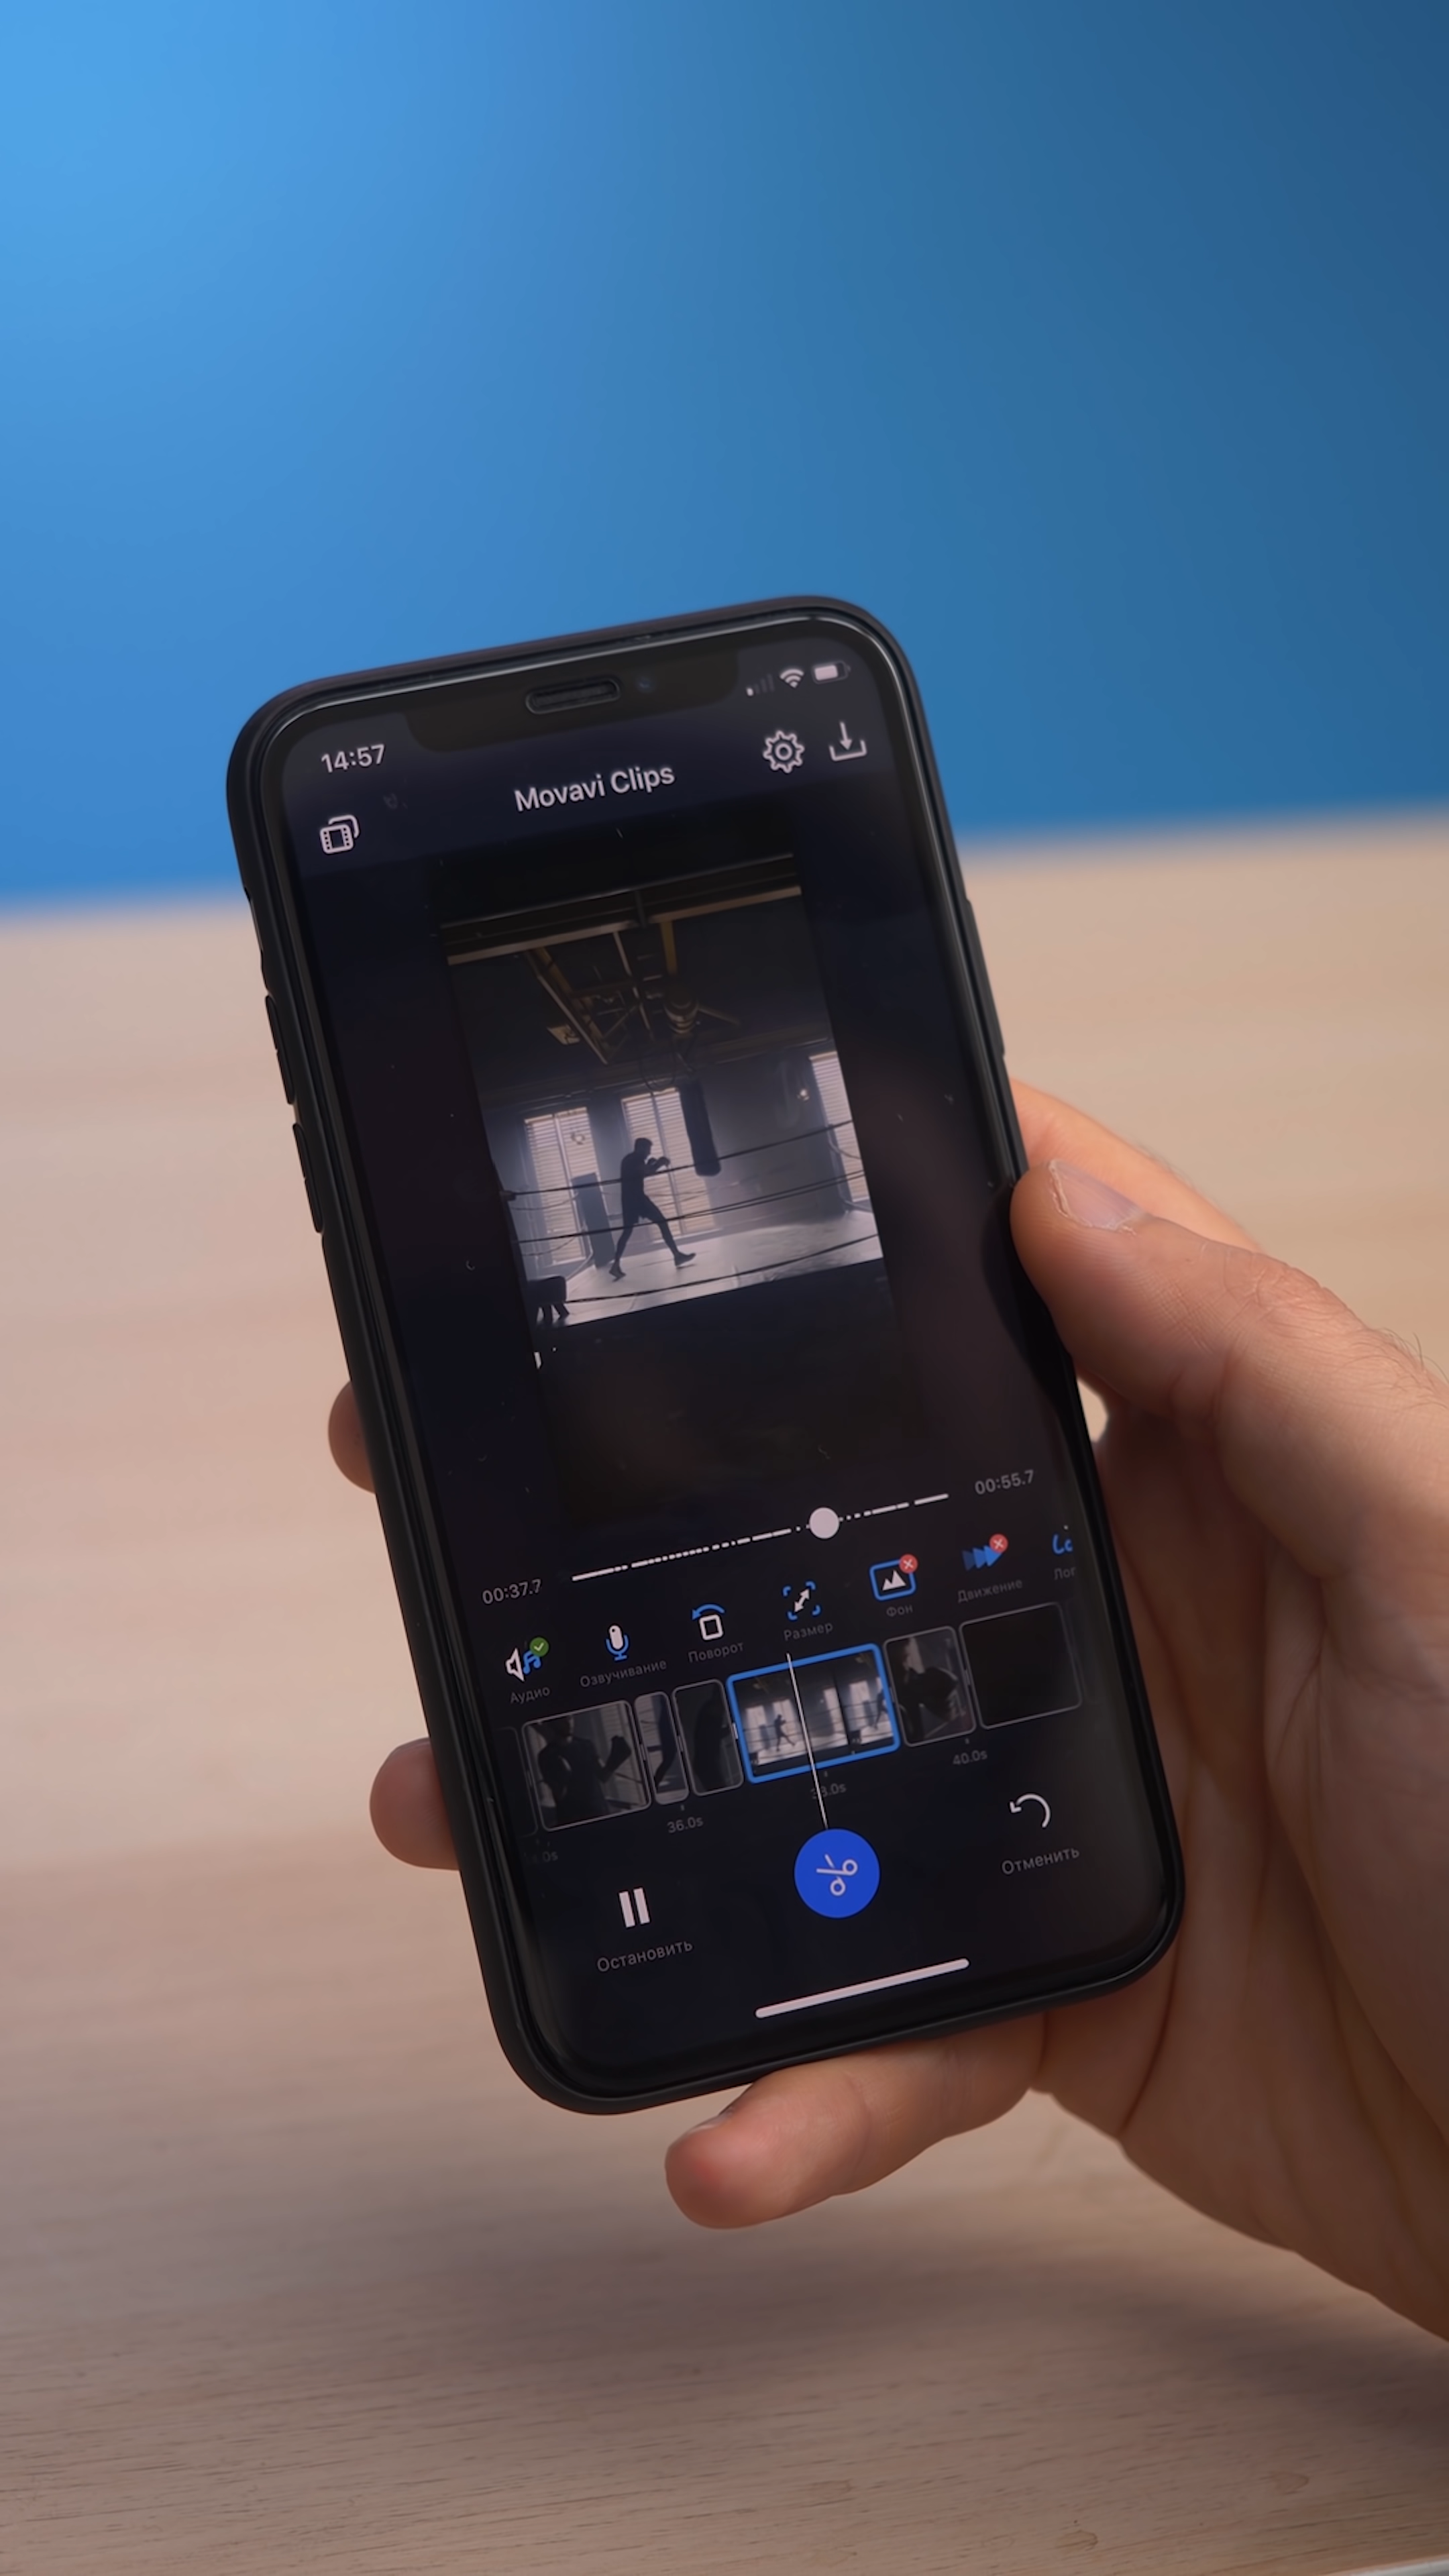 14:57
Movavi Clips
00:37.7
00:55.7
Аудио
Озвучивание
Поворот
Размер
Фон
Движение
36.0s
40.0s
Остановить
Отменить